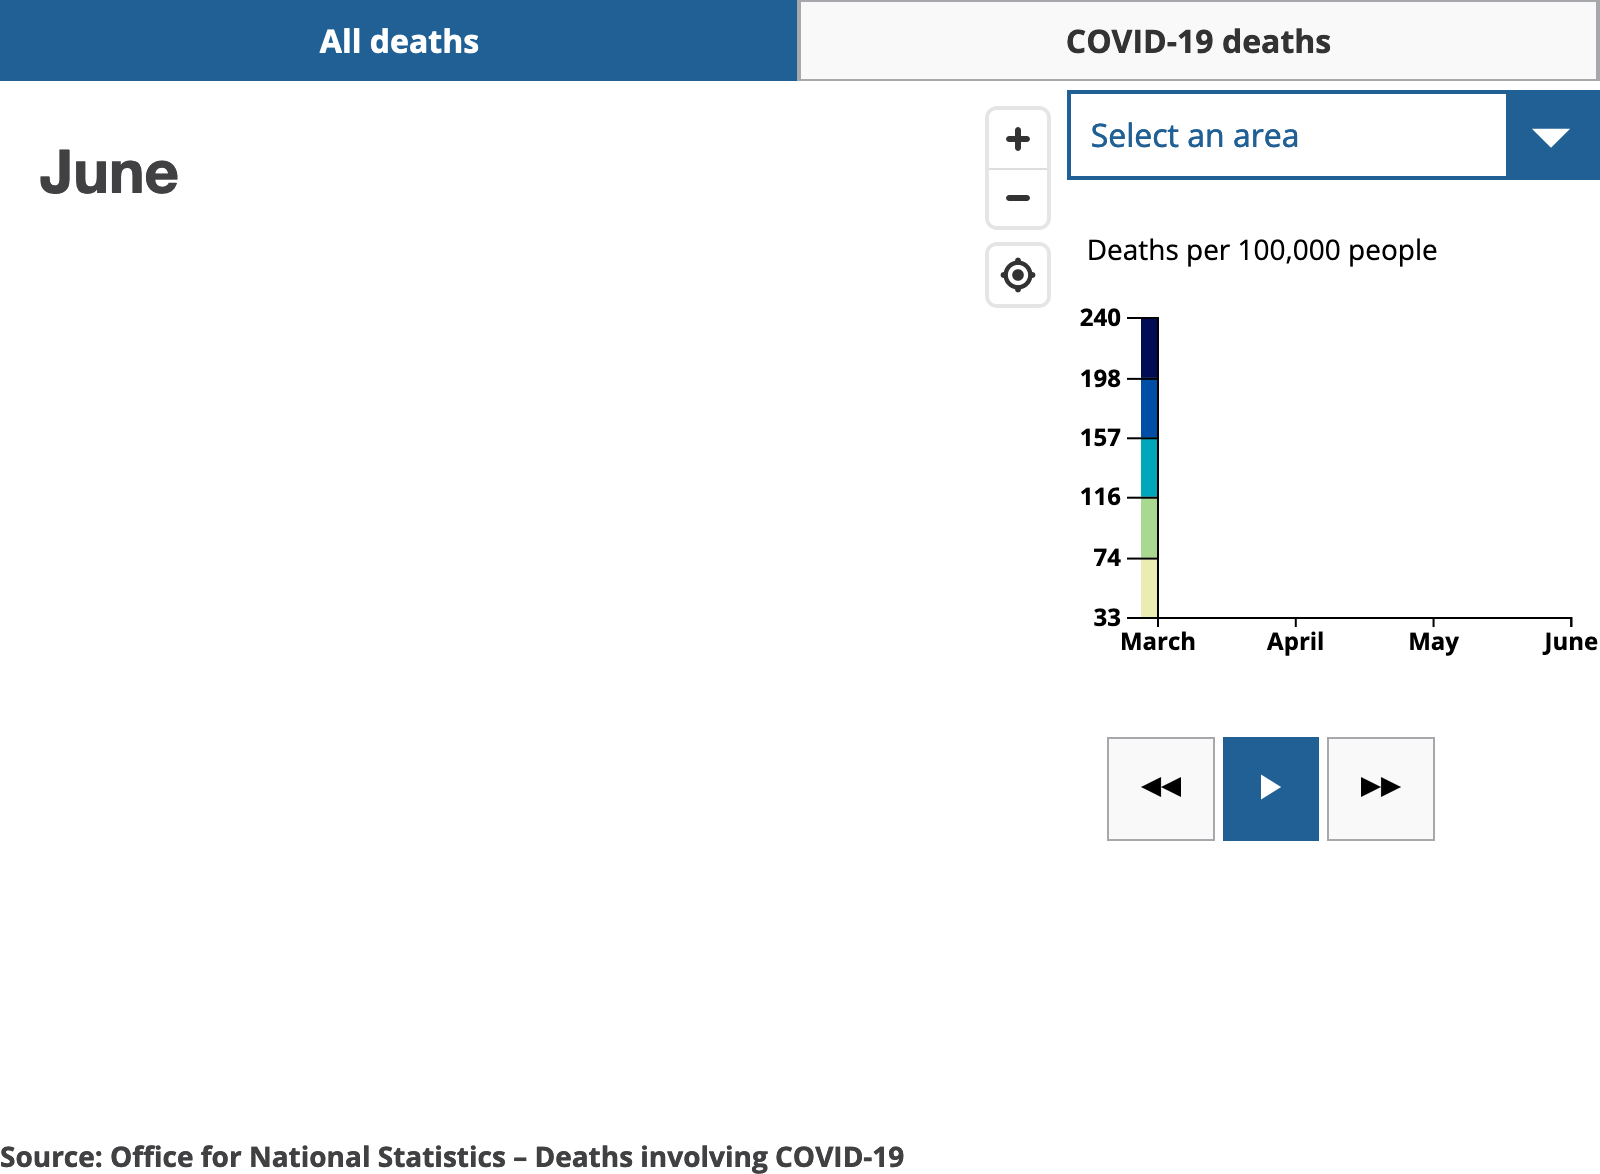 All deaths
COVID-19 deaths
June
Select an area
Deaths per 100,000 people
240
198
157
116
74
33
March April May June
Source: Office for National Statistics – Deaths involving COVID-19